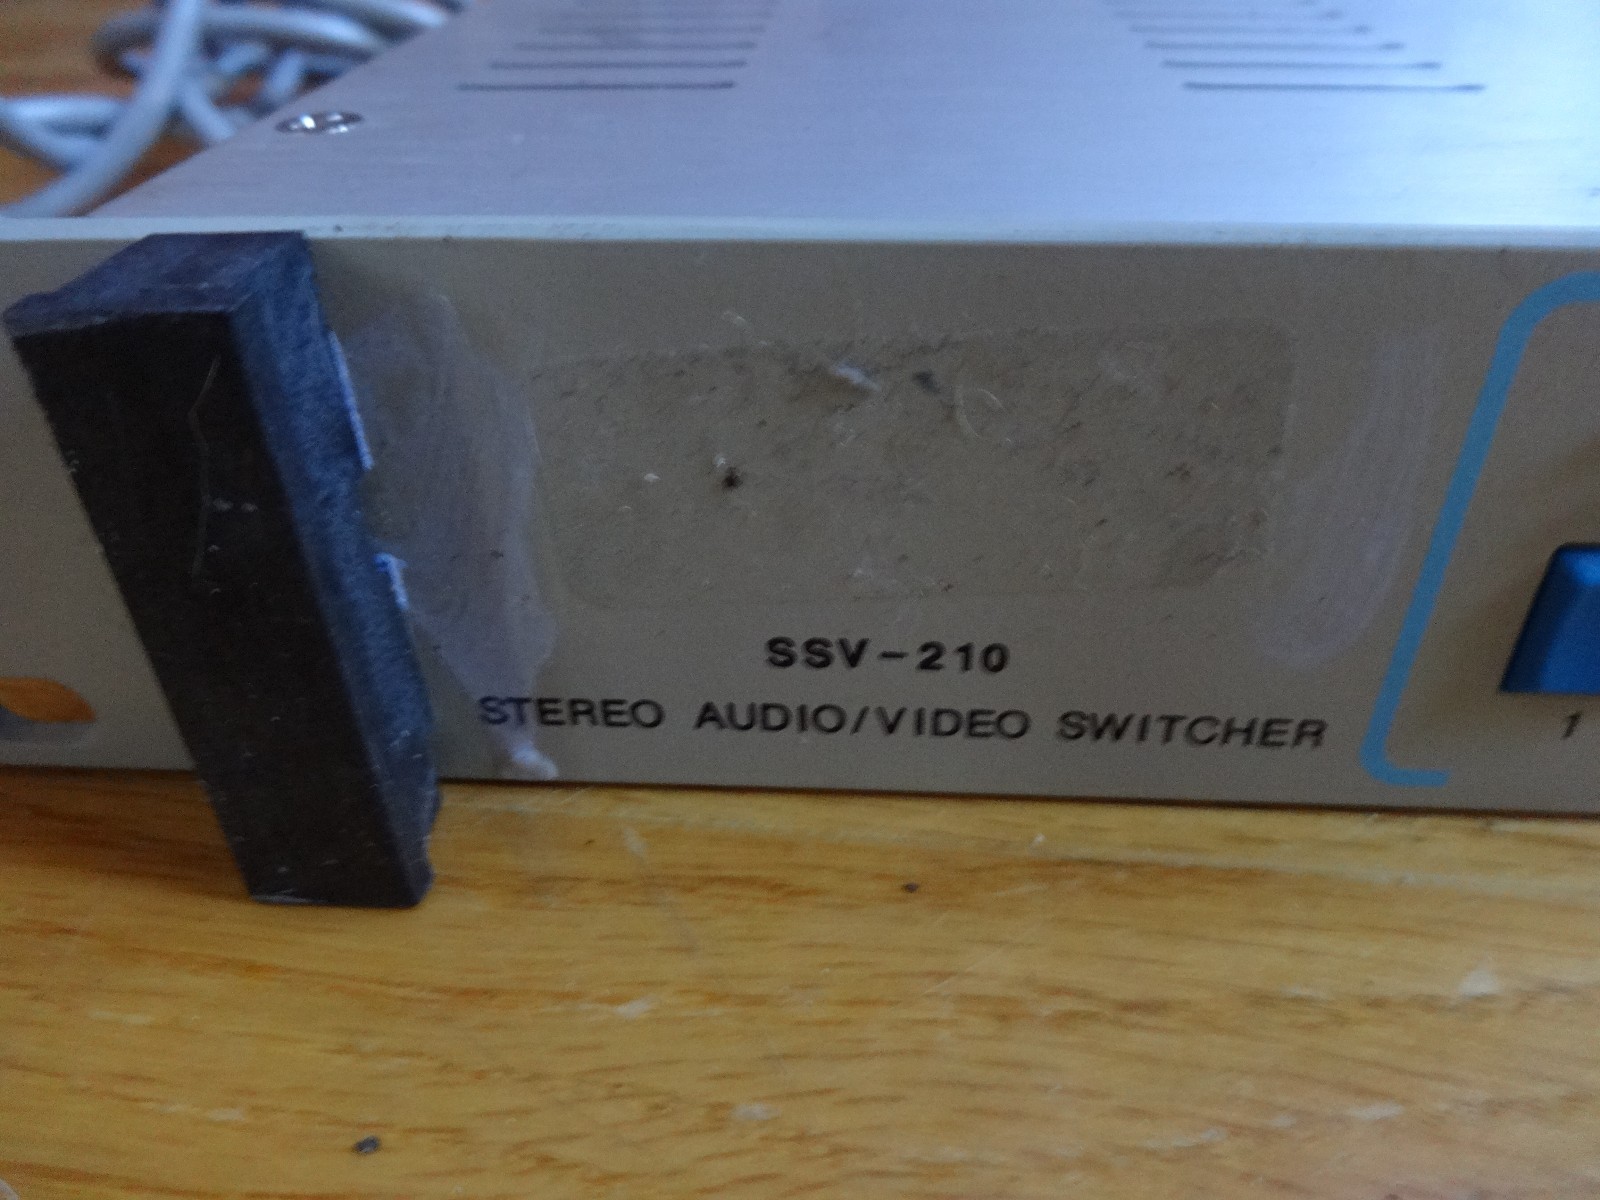 SSV-210
STEREO AUDIO/VIDEO SWITCHER
1